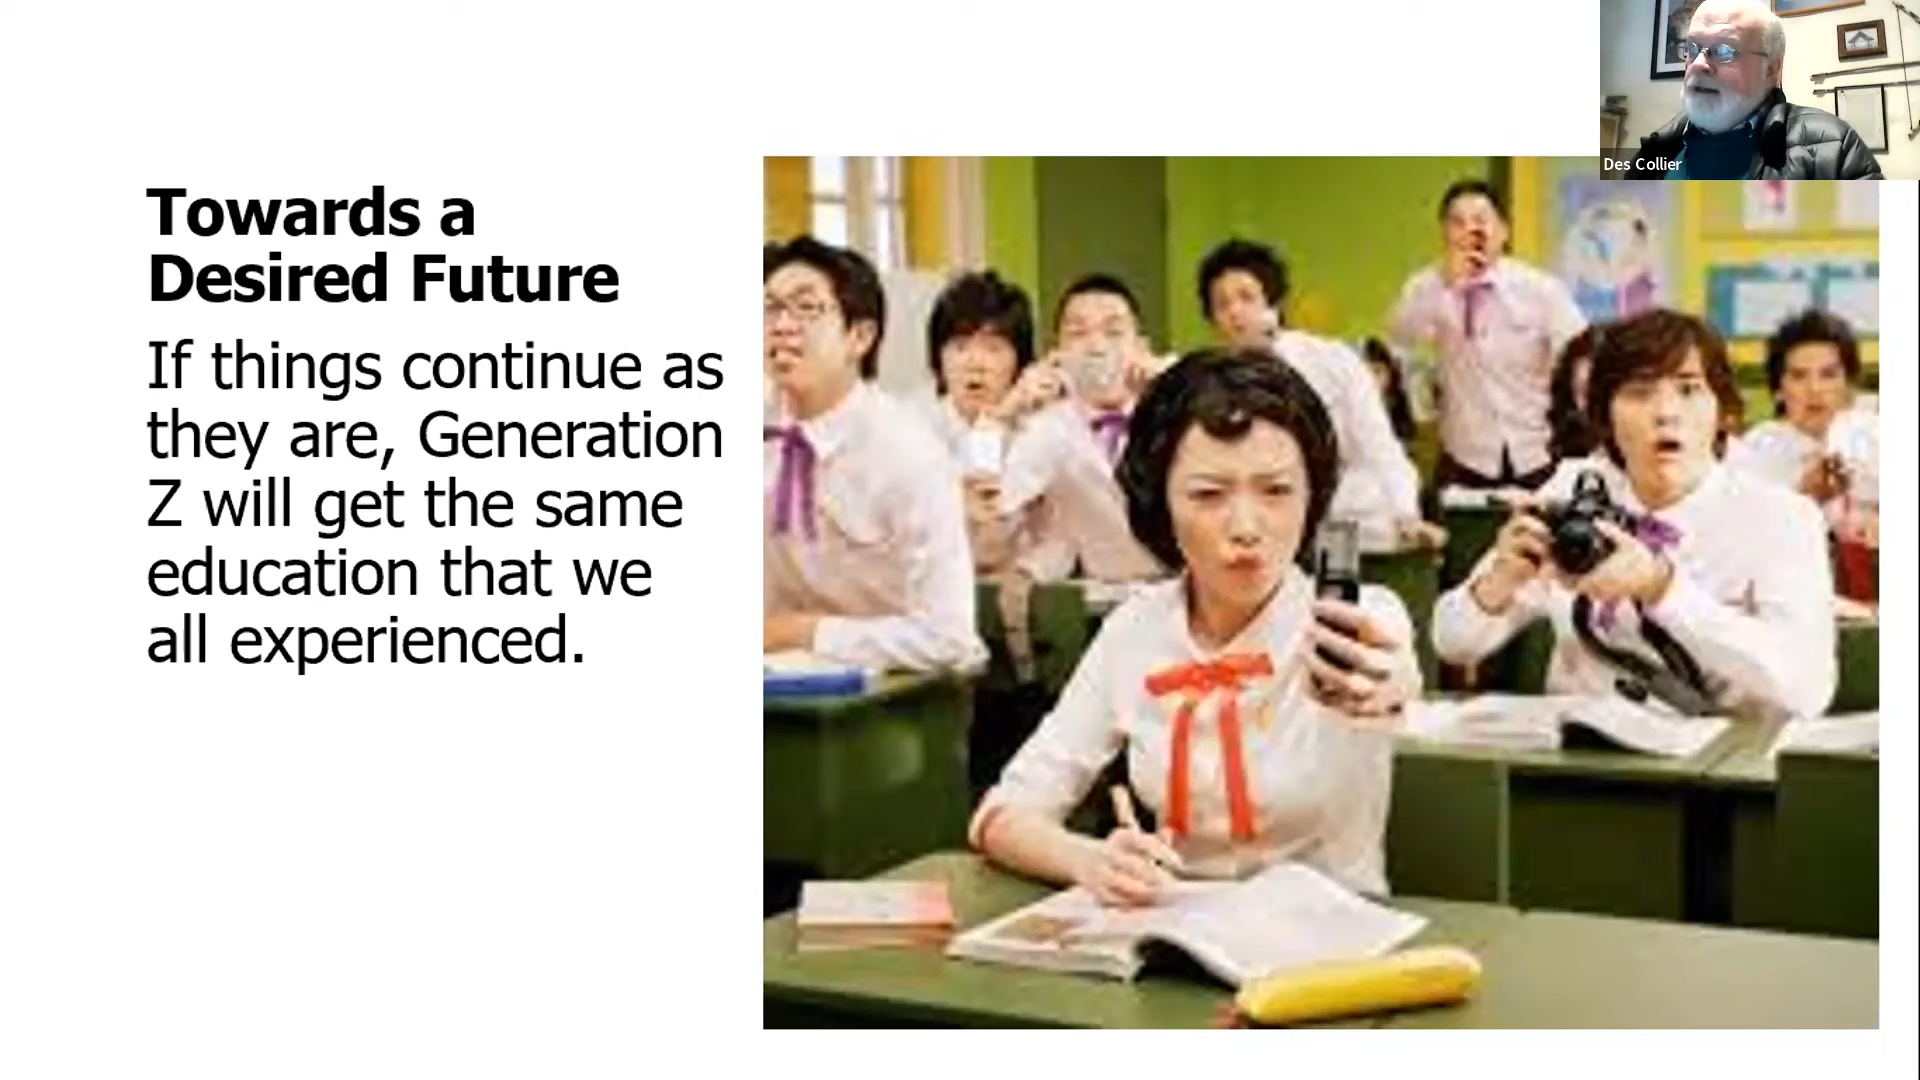 Des Collier
Towards a
Desired Future
If things continue as
they are, Generation
Z will get the same
education that we
all experienced.